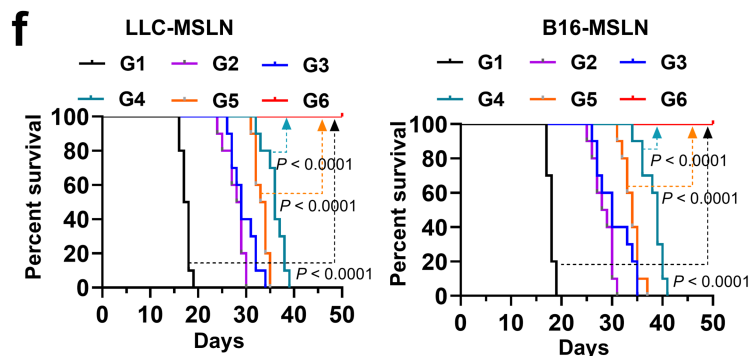 f
LLC-MSLN
G1 G2 G3
G4 G5 G6
Percent survival
100
80
60
40
20
0
P < 0.0001
P < 0.0001
P < 0.0001
0 10 20 30 40 50
Days
B16-MSLN
G1 G2 G3
G4 G5 G6
Percent survival
100
80
60
40
20
0
P < 0.0001
P < 0.0001
P < 0.0001
0 10 20 30 40 50
Days